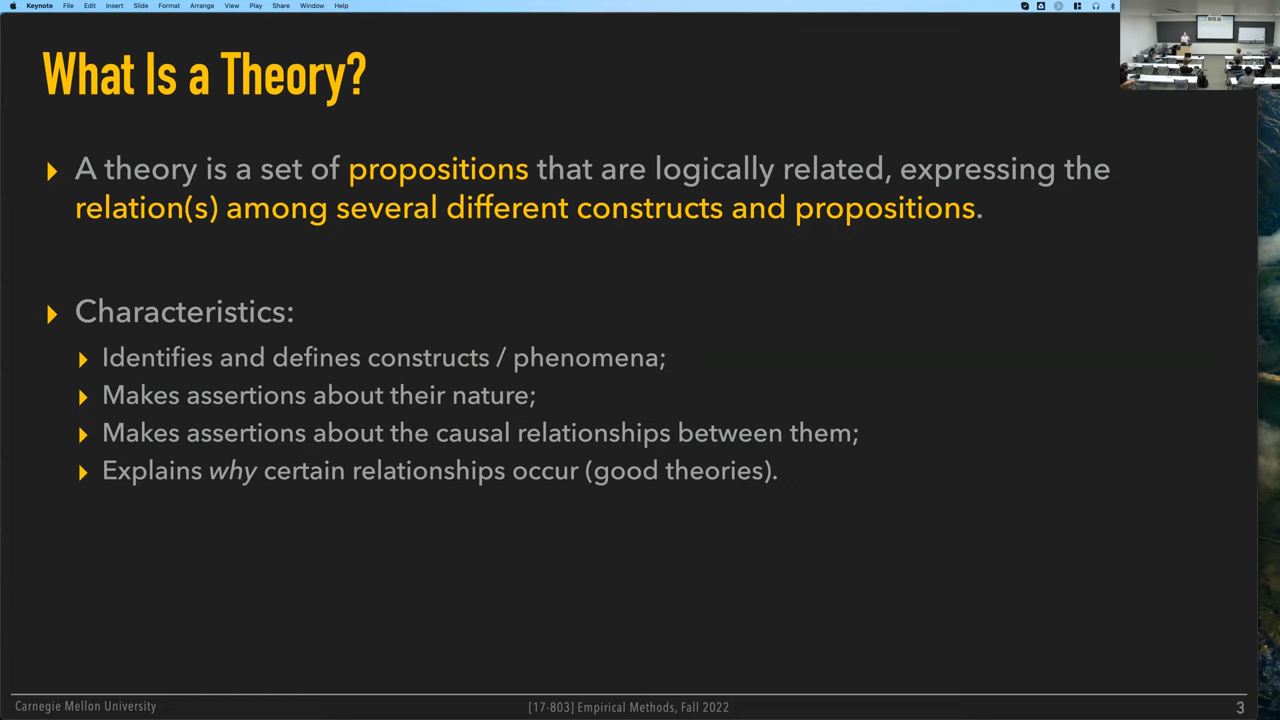 Keynote File Edit Insert Slide Format Arrange View Play Share Window Help
What Is a Theory?
A theory is a set of propositions that are logically related, expressing the
relation(s) among several different constructs and propositions.
Characteristics:
Identifies and defines constructs / phenomena;
Makes assertions about their nature;
Makes assertions about the causal relationships between them;
Explains why certain relationships occur (good theories).
Carnegie Mellon University [17-803] Empirical Methods, Fall 2022 3